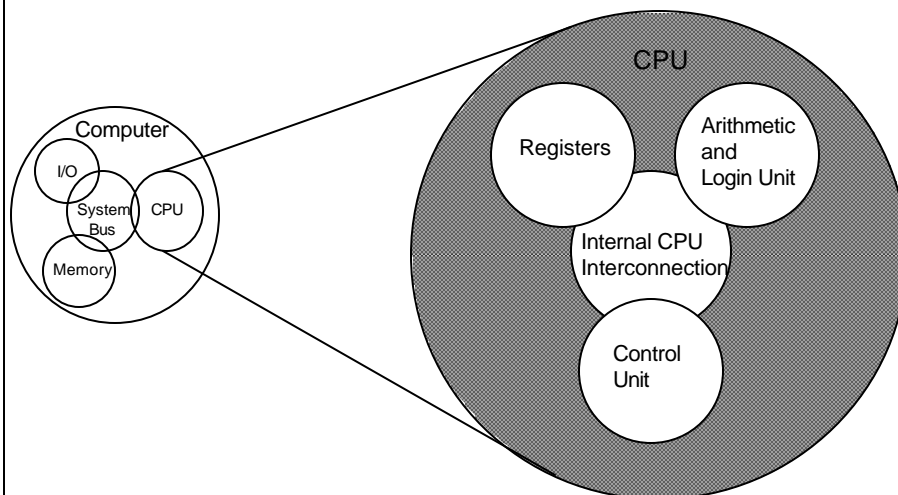 Computer
I/O
System
Bus
CPU
Memory
CPU
Registers
Arithmetic
and
Login Unit
Internal CPU
Interconnection
Control
Unit